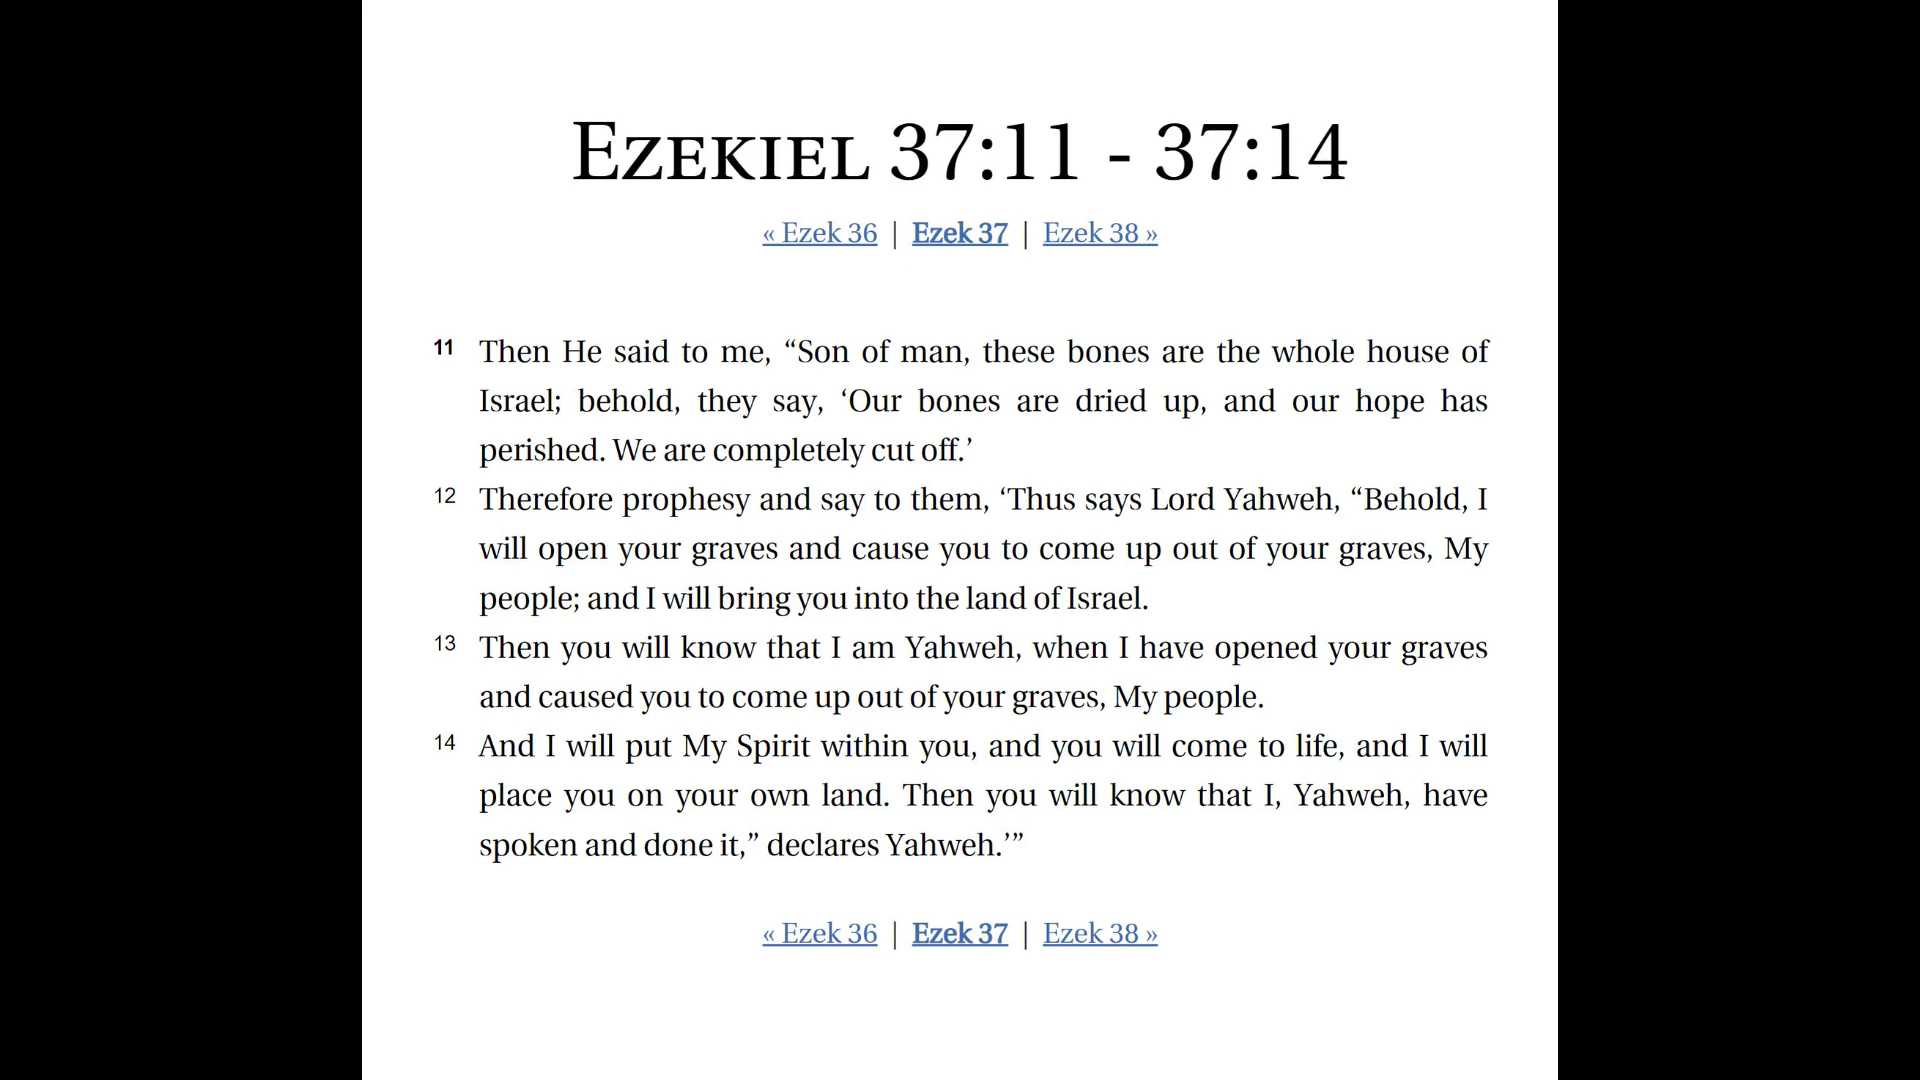 Ezekiel 37:11 - 37:14
« Ezek 36 | Ezek 37 | Ezek 38 »
11 Then He said to me, “Son of man, these bones are the whole house of
Israel; behold, they say, ‘Our bones are dried up, and our hope has
perished. We are completely cut off.’
12 Therefore prophesy and say to them, ‘Thus says Lord Yahweh, “Behold, I
will open your graves and cause you to come up out of your graves, My
people; and I will bring you into the land of Israel.
13 Then you will know that I am Yahweh, when I have opened your graves
and caused you to come up out of your graves, My people.
14 And I will put My Spirit within you, and you will come to life, and I will
place you on your own land. Then you will know that I, Yahweh, have
spoken and done it,” declares Yahweh.’”
« Ezek 36 | Ezek 37 | Ezek 38 »